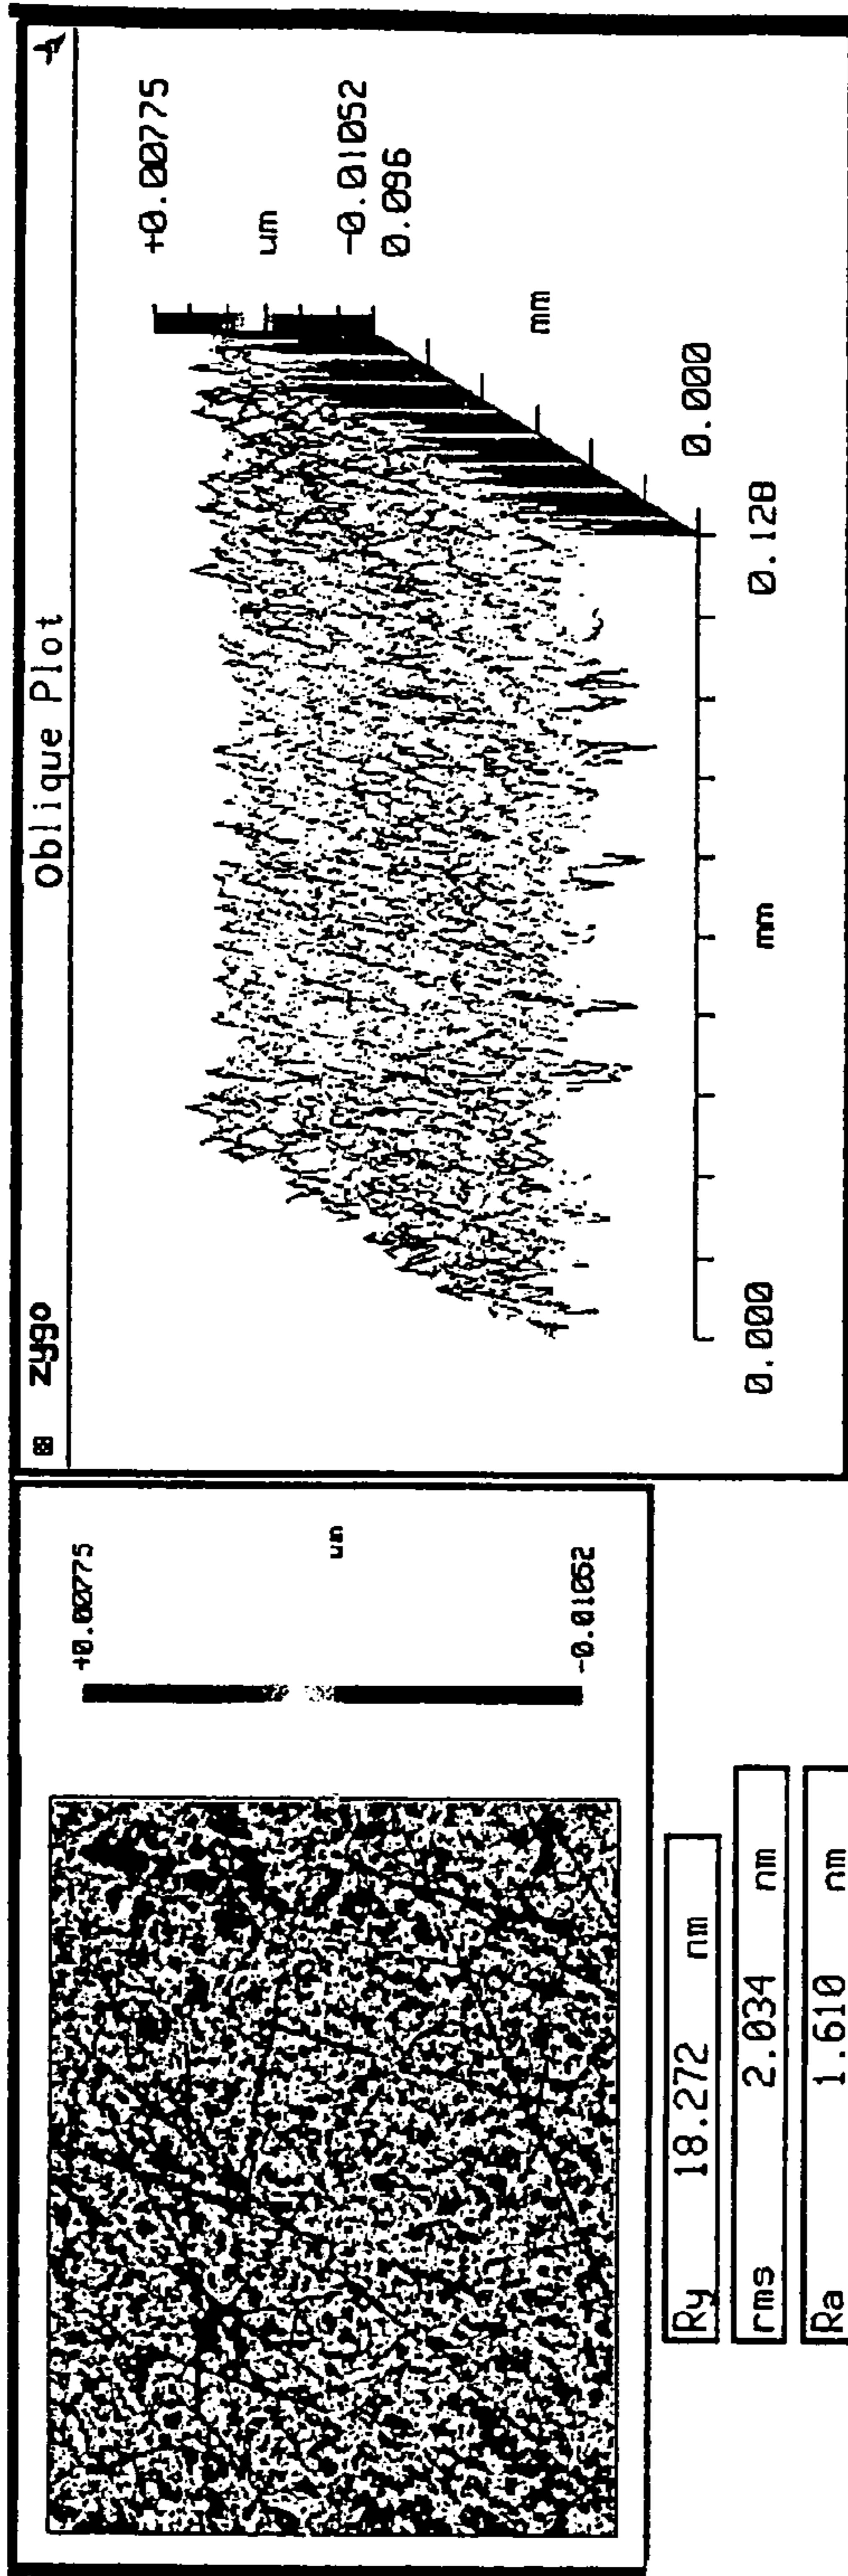 +0.00775
um
-0.01052
Ry 18.272 nm
rms 2.034 nm
Ra 1.610 nm
zygo
Oblique Plot
+0.00775
um
-0.01052
0.096
mm
0.000
0.000
mm
0.128